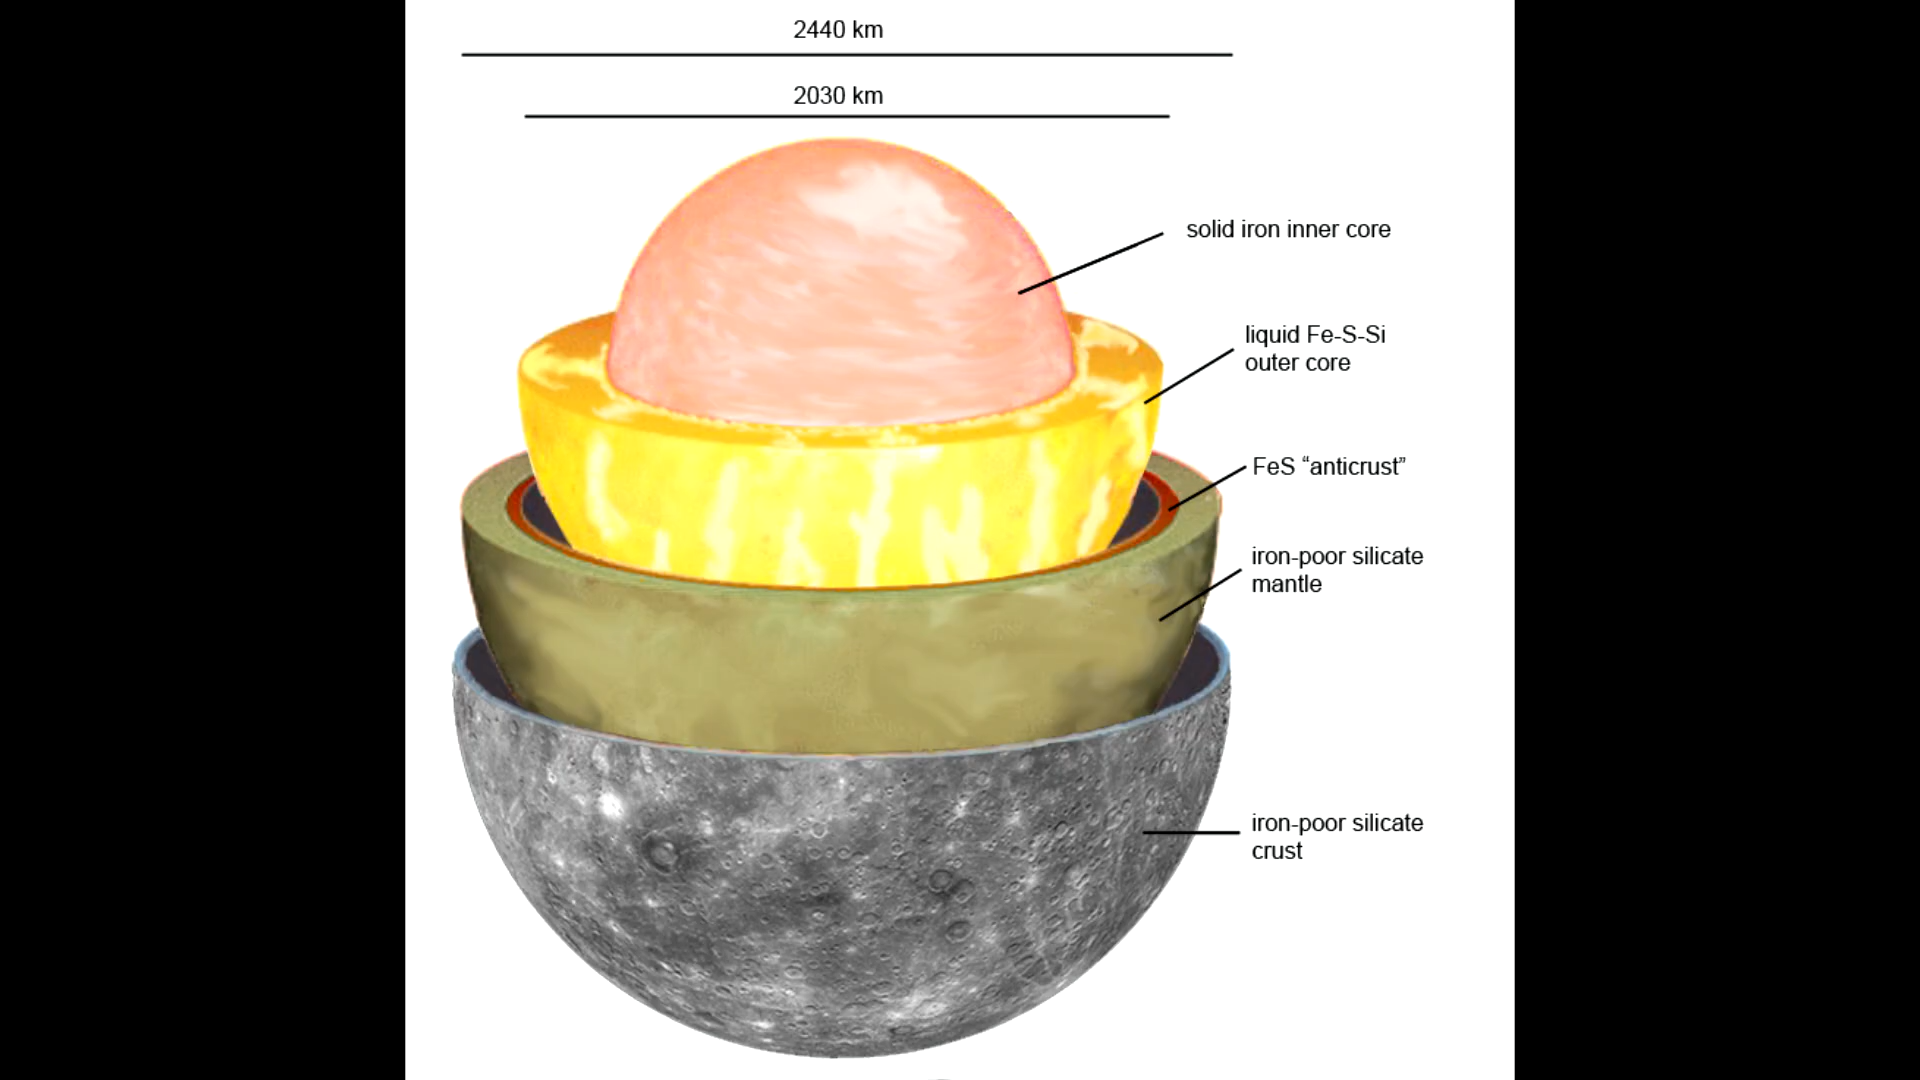 2440 km
2030 km
solid iron inner core
liquid Fe-S-Si
outer core
FeS “anticrust”
iron-poor silicate
mantle
iron-poor silicate
crust